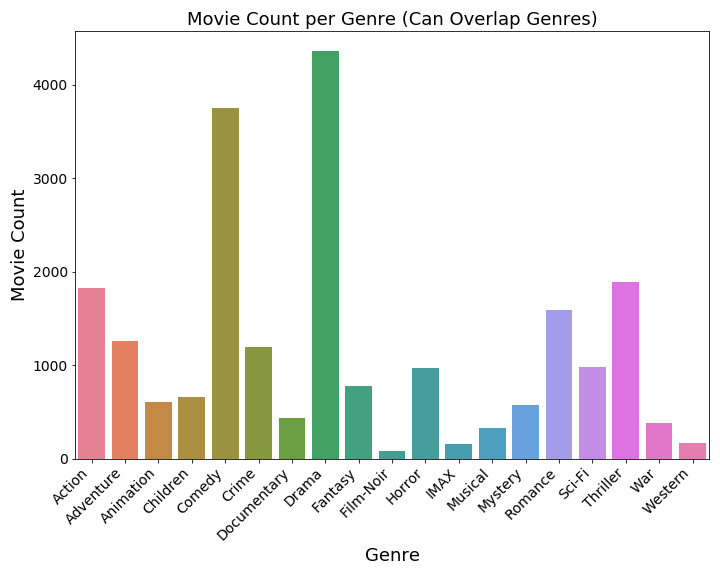 Movie Count per Genre (Can Overlap Genres)
Movie Count
4000
3000
2000
1000
0
Action
Adventure
Animation
Children
Comedy
Crime
Documentary
Drama
Fantasy
Film-Noir
Horror
IMAX
Musical
Mystery
Romance
Sci-Fi
Thriller
War
Western
Genre